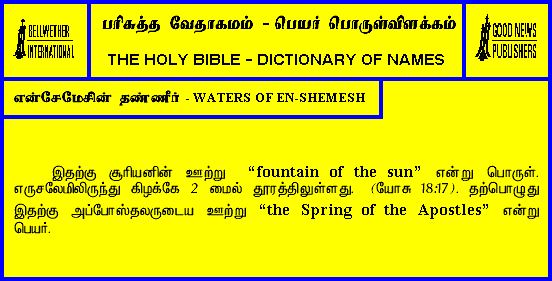 BELLWETHER
INTERNATIONAL
பரிசுத்த வேதாகமம் - பெயர் பொருள்விளக்கம்
THE HOLY BIBLE - DICTIONARY OF NAMES
GOOD NEWS
PUBLISHERS
என்சேமேசின் தண்ணீர் - WATERS OF EN-SHEMESH
இதற்கு சூரியனின் ஊற்று “fountain of the sun” என்று பொருள்.
எருசலேமிலிருந்து கிழக்கே 2 மைல் தூரத்திலுள்ளது. (யோசு 18:17). தற்பொழுது
இதற்கு அப்போஸ்தலருடைய ஊற்று “the Spring of the Apostles” என்று
பெயர்.